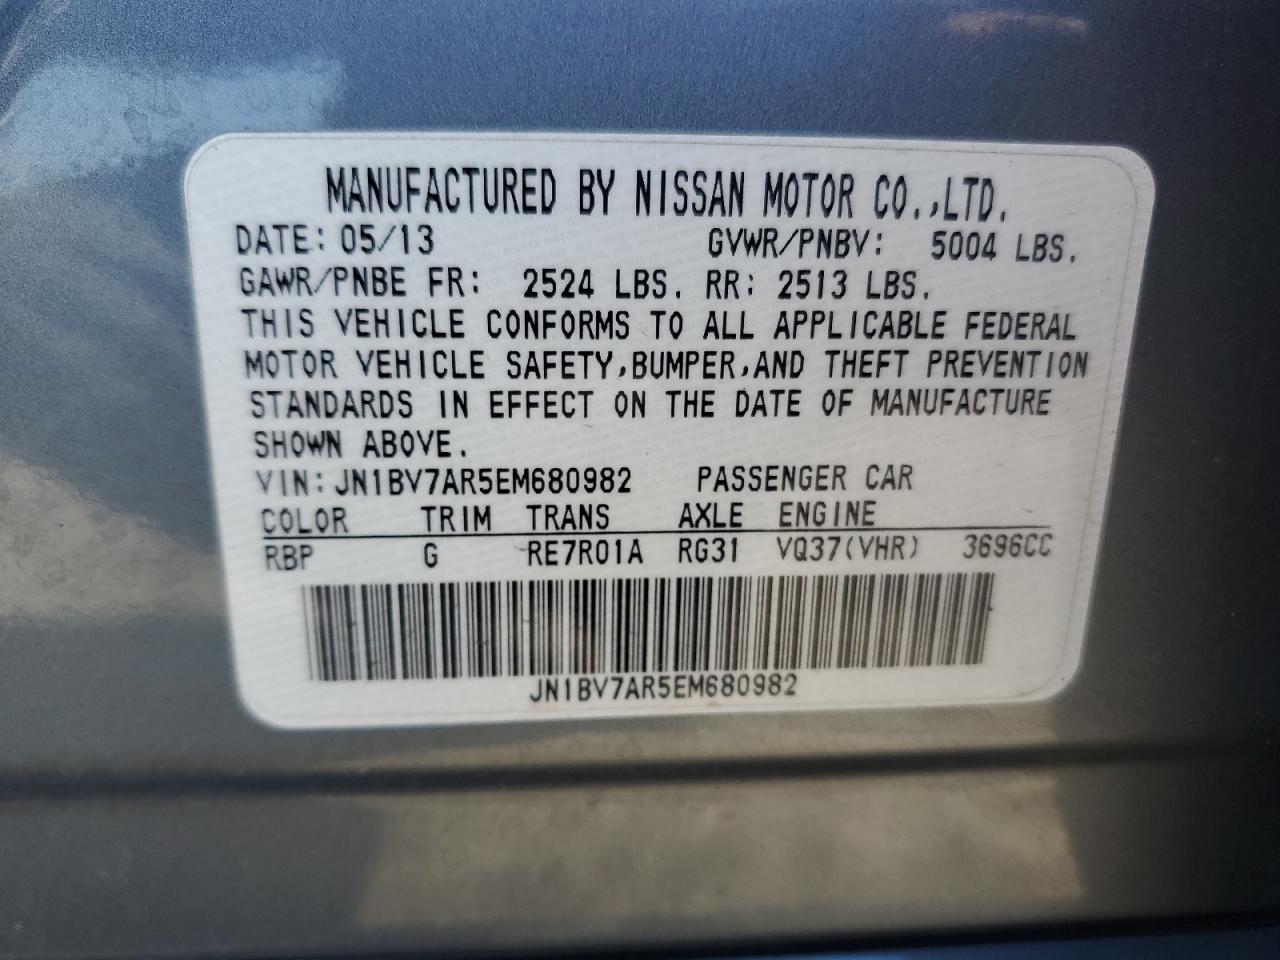 MANUFACTURED BY NISSAN MOTOR CO.,LTD.
DATE: 05/13 GVWR/PNBV: 5004 LBS.
GAWR/PNBE FR: 2524 LBS. RR: 2513 LBS.
THIS VEHICLE CONFORMS TO ALL APPLICABLE FEDERAL
MOTOR VEHICLE SAFETY,BUMPER,AND THEFT PREVENTION
STANDARDS IN EFFECT ON THE DATE OF MANUFACTURE
SHOWN ABOVE.
VIN: JN1BV7AR5EM680982 PASSENGER CAR
COLOR TRIM TRANS AXLE ENGINE
RBP G RE7R01A RG31 VQ37(VHR) 3696CC
JN1BV7AR5EM680982